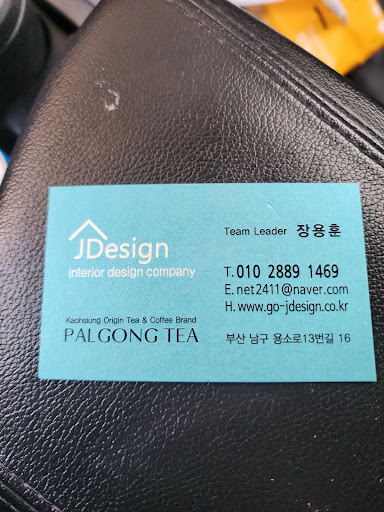 JDesign
interior design company
Kaohsiung Origin Tea & Coffee Brand
PALGONG TEA
Team Leader 장용훈
T. 010 2889 1469
E. net2411@naver.com
H. www.go-jdesign.co.kr
부산 남구 용소로13번길 16